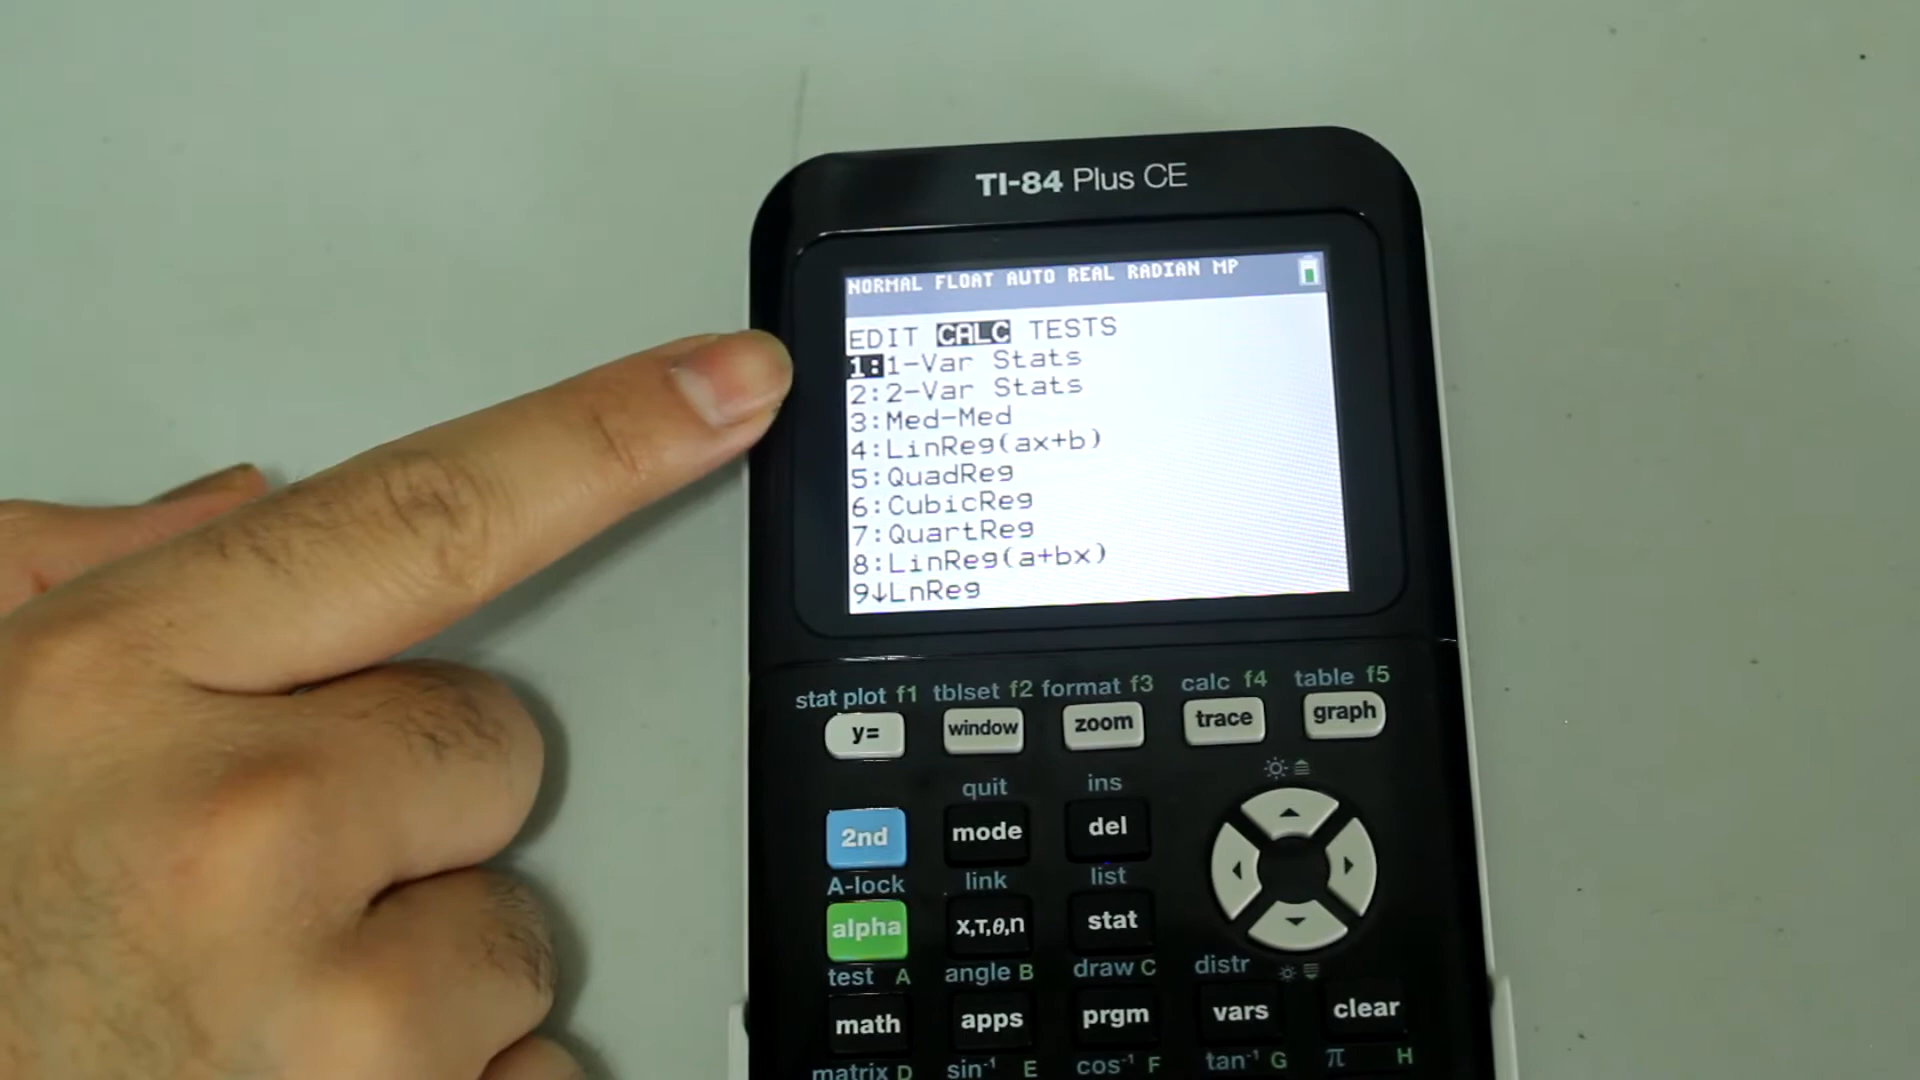 TI-84 Plus CE
NORMAL FLOAT AUTO REAL RADIAN MP
EDIT CALC TESTS
1:1-Var Stats
2:2-Var Stats
3:Med-Med
4:LinReg(ax+b)
5:QuadReg
6:CubicReg
7:QuartReg
8:LinReg(a+bx)
9↓LnReg
stat plot f1 tblset f2 format f3 calc f4 table f5
y= window zoom trace graph
quit ins
2nd mode del
A-lock link list
alpha X,T,θ,n stat
test A angle B draw C distr
math apps prgm vars clear
matrix D sin⁻¹ E cos⁻¹ F tan⁻¹ G π H